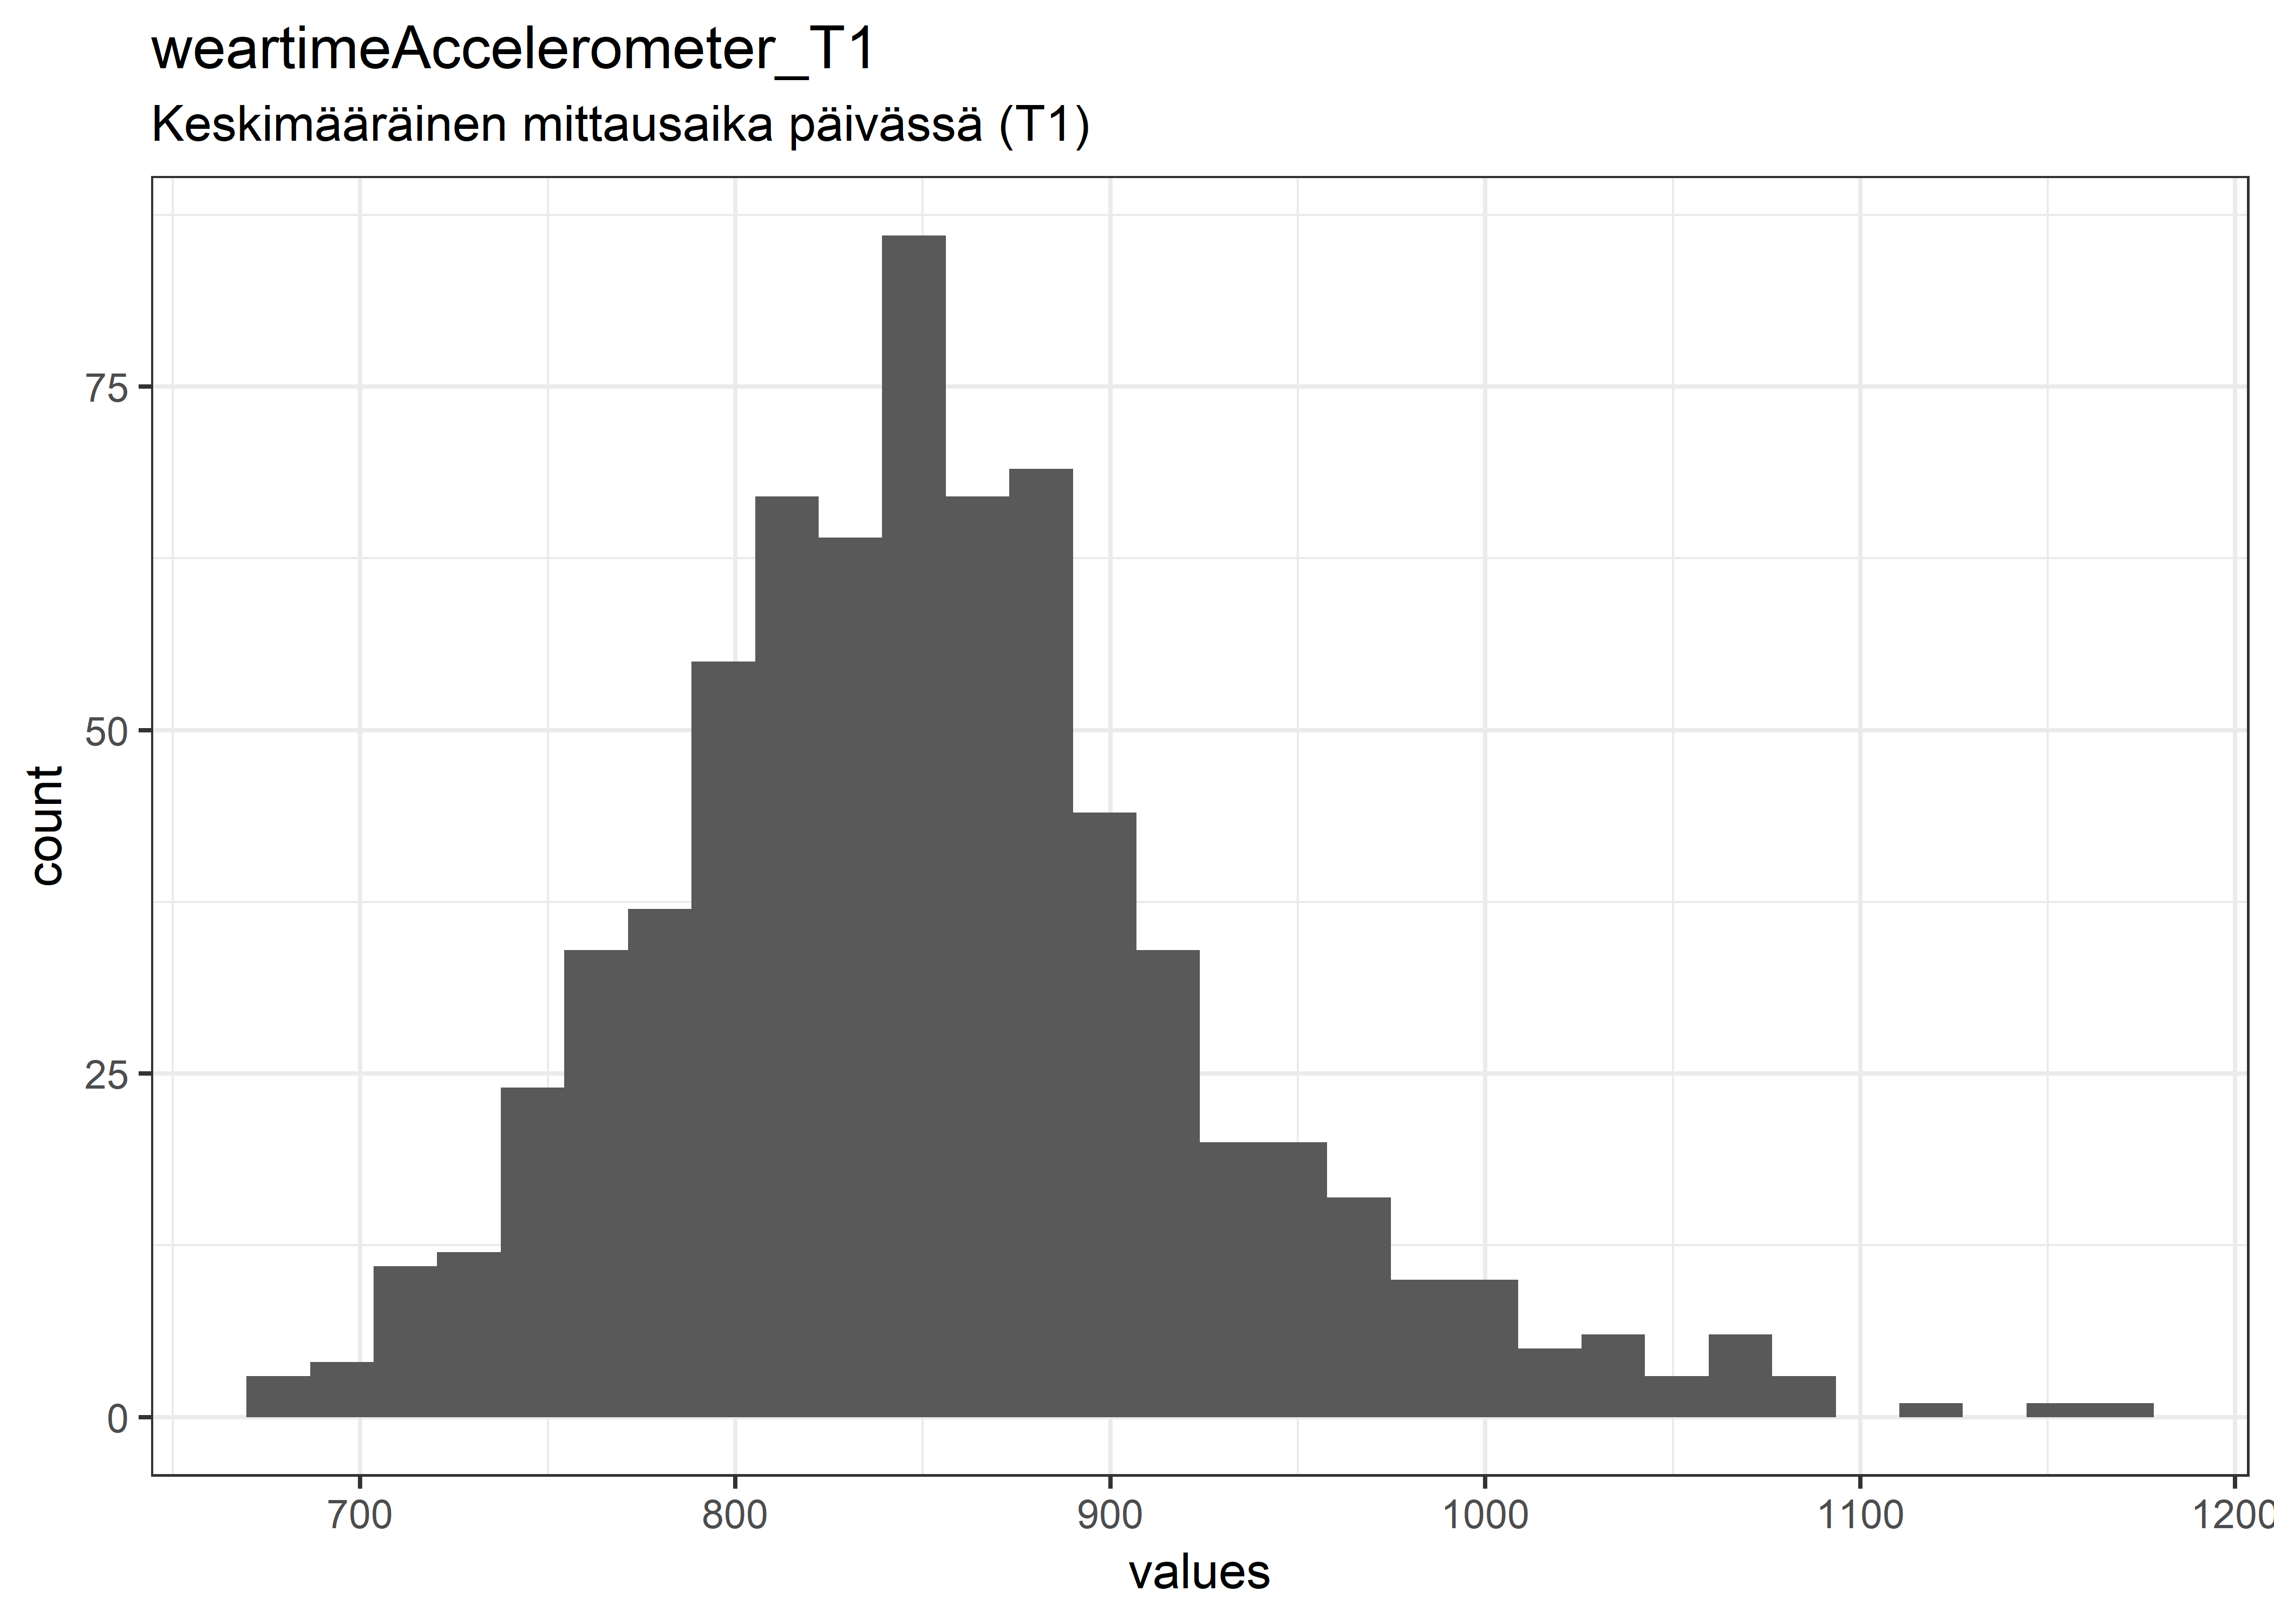 weartimeAccelerometer_T1
Keskimääräinen mittausaika päivässä (T1)
75
50
25
0
count
700 800 900 1000 1100 1200
values